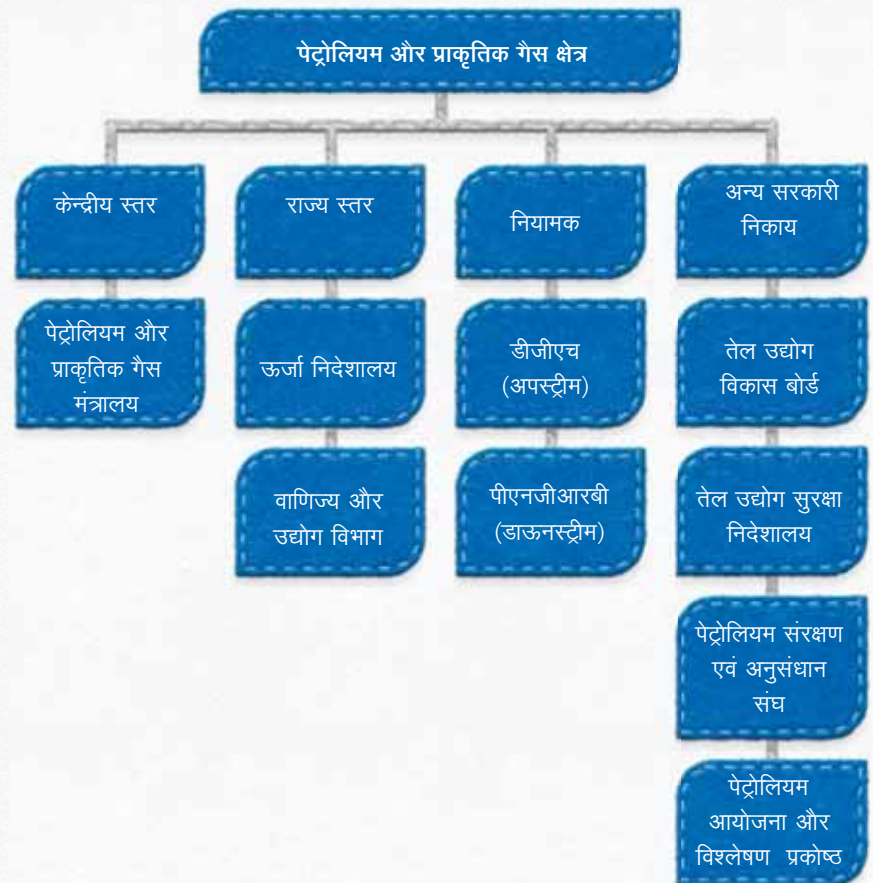 पेट्रोलियम और प्राकृतिक गैस क्षेत्र
केन्द्रीय स्तर
पेट्रोलियम और
प्राकृतिक गैस
मंत्रालय
राज्य स्तर
ऊर्जा निदेशालय
वाणिज्य और
उद्योग विभाग
नियामक
डीजीएच
(अपस्ट्रीम)
पीएनजीआरबी
(डाऊनस्ट्रीम)
अन्य सरकारी
निकाय
तेल उद्योग
विकास बोर्ड
तेल उद्योग सुरक्षा
निदेशालय
पेट्रोलियम संरक्षण
एवं अनुसंधान
संघ
पेट्रोलियम
आयोजना और
विश्लेषण प्रकोष्ठ